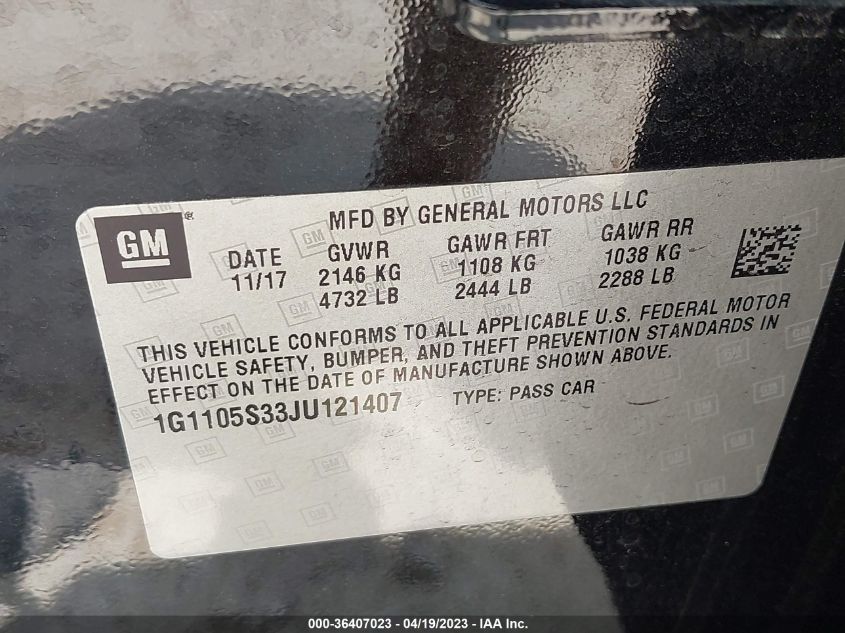 GM
MFD BY GENERAL MOTORS LLC
DATE GVWR GAWR FRT GAWR RR
11/17 2146 KG 1108 KG 1038 KG
4732 LB 2444 LB 2288 LB
THIS VEHICLE CONFORMS TO ALL APPLICABLE U.S. FEDERAL MOTOR
VEHICLE SAFETY, BUMPER, AND THEFT PREVENTION STANDARDS IN
EFFECT ON THE DATE OF MANUFACTURE SHOWN ABOVE.
1G1105S33JU121407 TYPE: PASS CAR
000-36407023 - 04/19/2023 - IAA Inc.